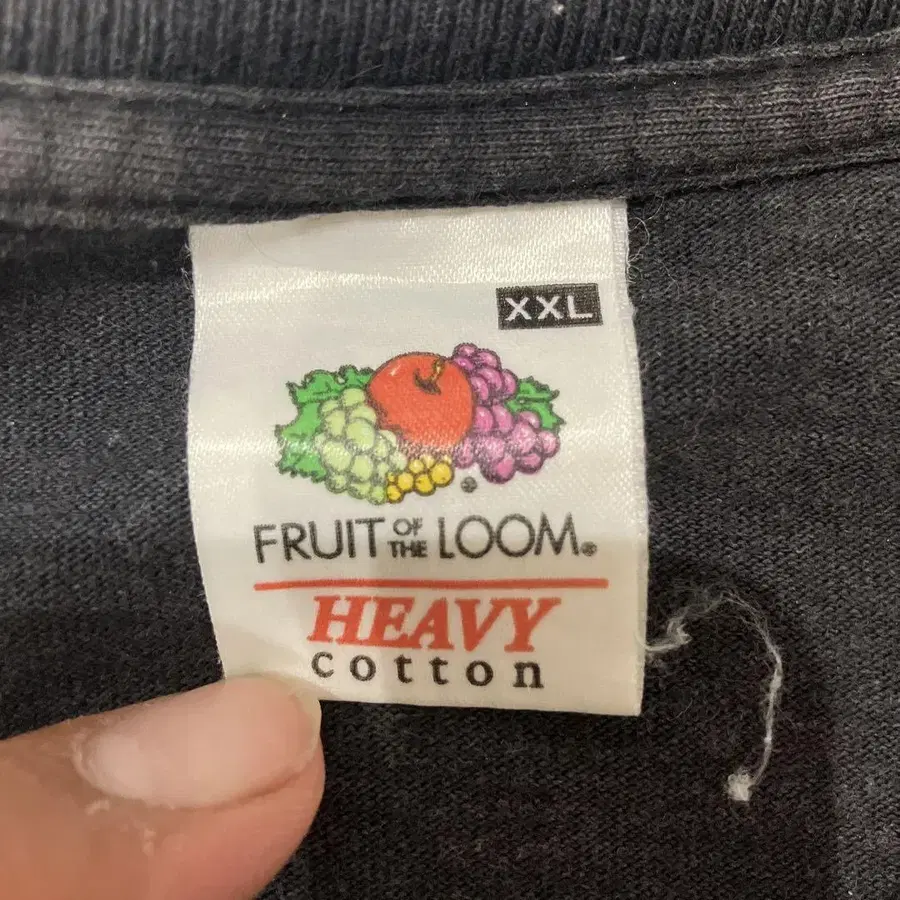 XXL
FRUIT OF THE LOOM®
HEAVY
cotton